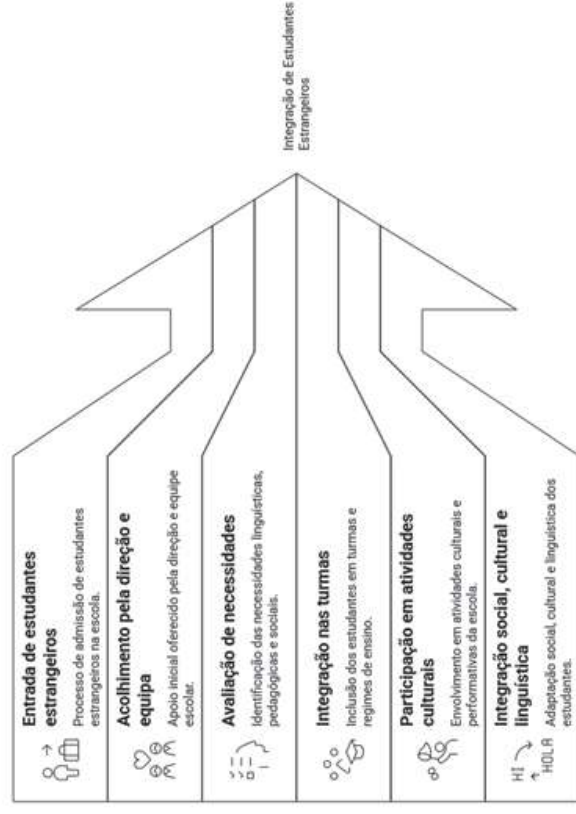 Entrada de estudantes
estrangeiros
Processo de admissão de estudantes
estrangeiros na escola.
Acolhimento pela direção e
equipa
Apoio inicial oferecido pela direção e equipe
escolar.
Avaliação de necessidades
Identificação das necessidades linguísticas,
pedagógicas e sociais.
Integração nas turmas
Inclusão dos estudantes em turmas e
regimes de ensino.
Participação em atividades
culturais
Envolvimento em atividades culturais e
performativas da escola.
Integração social, cultural e
linguística
HI
HOLA
Adaptação social, cultural e linguística dos
estudantes.
Integração de Estudantes
Estrangeiros